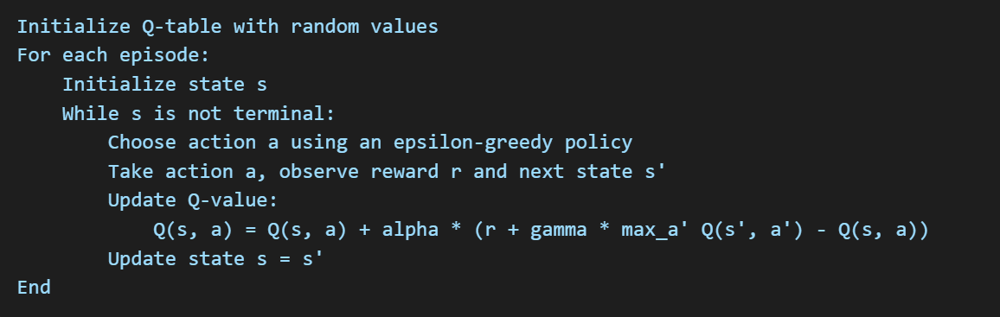 Initialize Q-table with random values
For each episode:
    Initialize state s
    While s is not terminal:
        Choose action a using an epsilon-greedy policy
        Take action a, observe reward r and next state s'
        Update Q-value:
            Q(s, a) = Q(s, a) + alpha * (r + gamma * max_a' Q(s', a') - Q(s, a))
        Update state s = s'
End